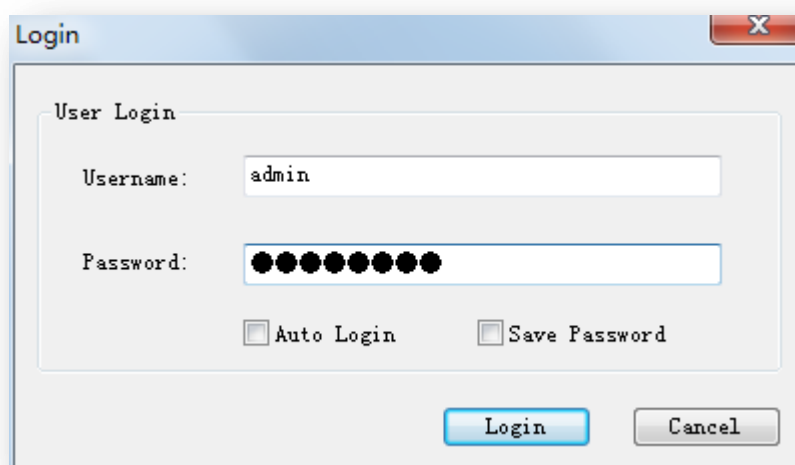 Login
User Login
Username: admin
Password: ●●●●●●●●
Auto Login Save Password
Login Cancel